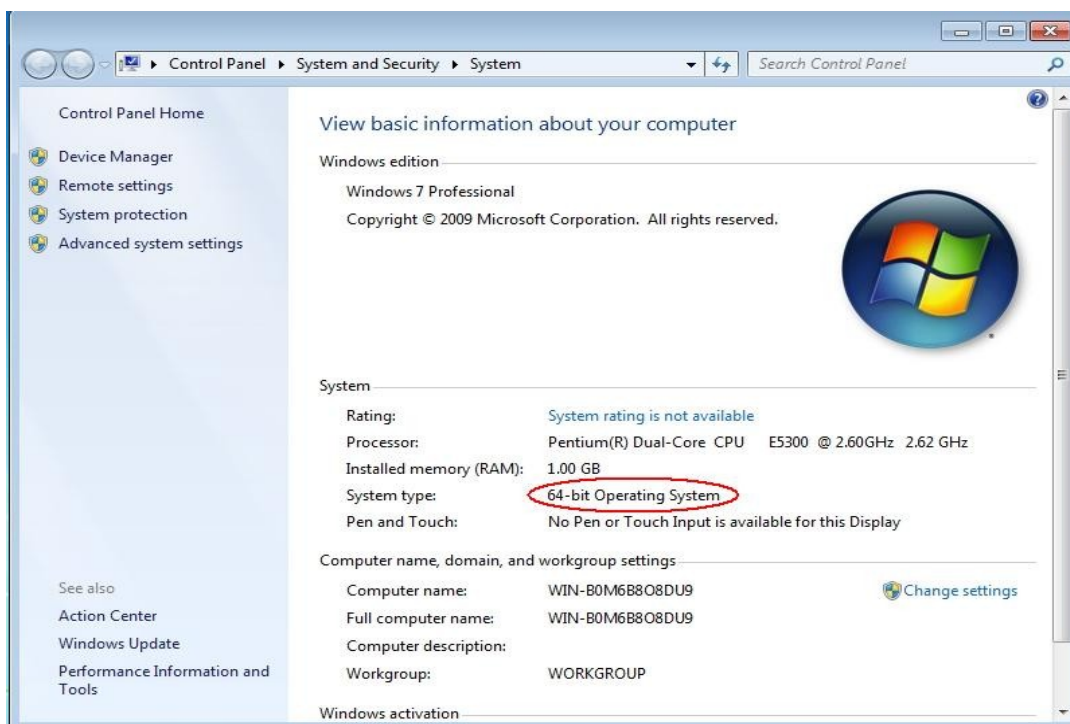 Control Panel ▸ System and Security ▸ System
Search Control Panel
Control Panel Home
Device Manager
Remote settings
System protection
Advanced system settings
See also
Action Center
Windows Update
Performance Information and
Tools
View basic information about your computer
Windows edition
Windows 7 Professional
Copyright © 2009 Microsoft Corporation. All rights reserved.
System
Rating: System rating is not available
Processor: Pentium(R) Dual-Core CPU E5300 @ 2.60GHz 2.62 GHz
Installed memory (RAM): 1.00 GB
System type: 64-bit Operating System
Pen and Touch: No Pen or Touch Input is available for this Display
Computer name, domain, and workgroup settings
Computer name: WIN-B0M6B8O8DU9
Change settings
Full computer name: WIN-B0M6B8O8DU9
Computer description:
Workgroup: WORKGROUP
Windows activation